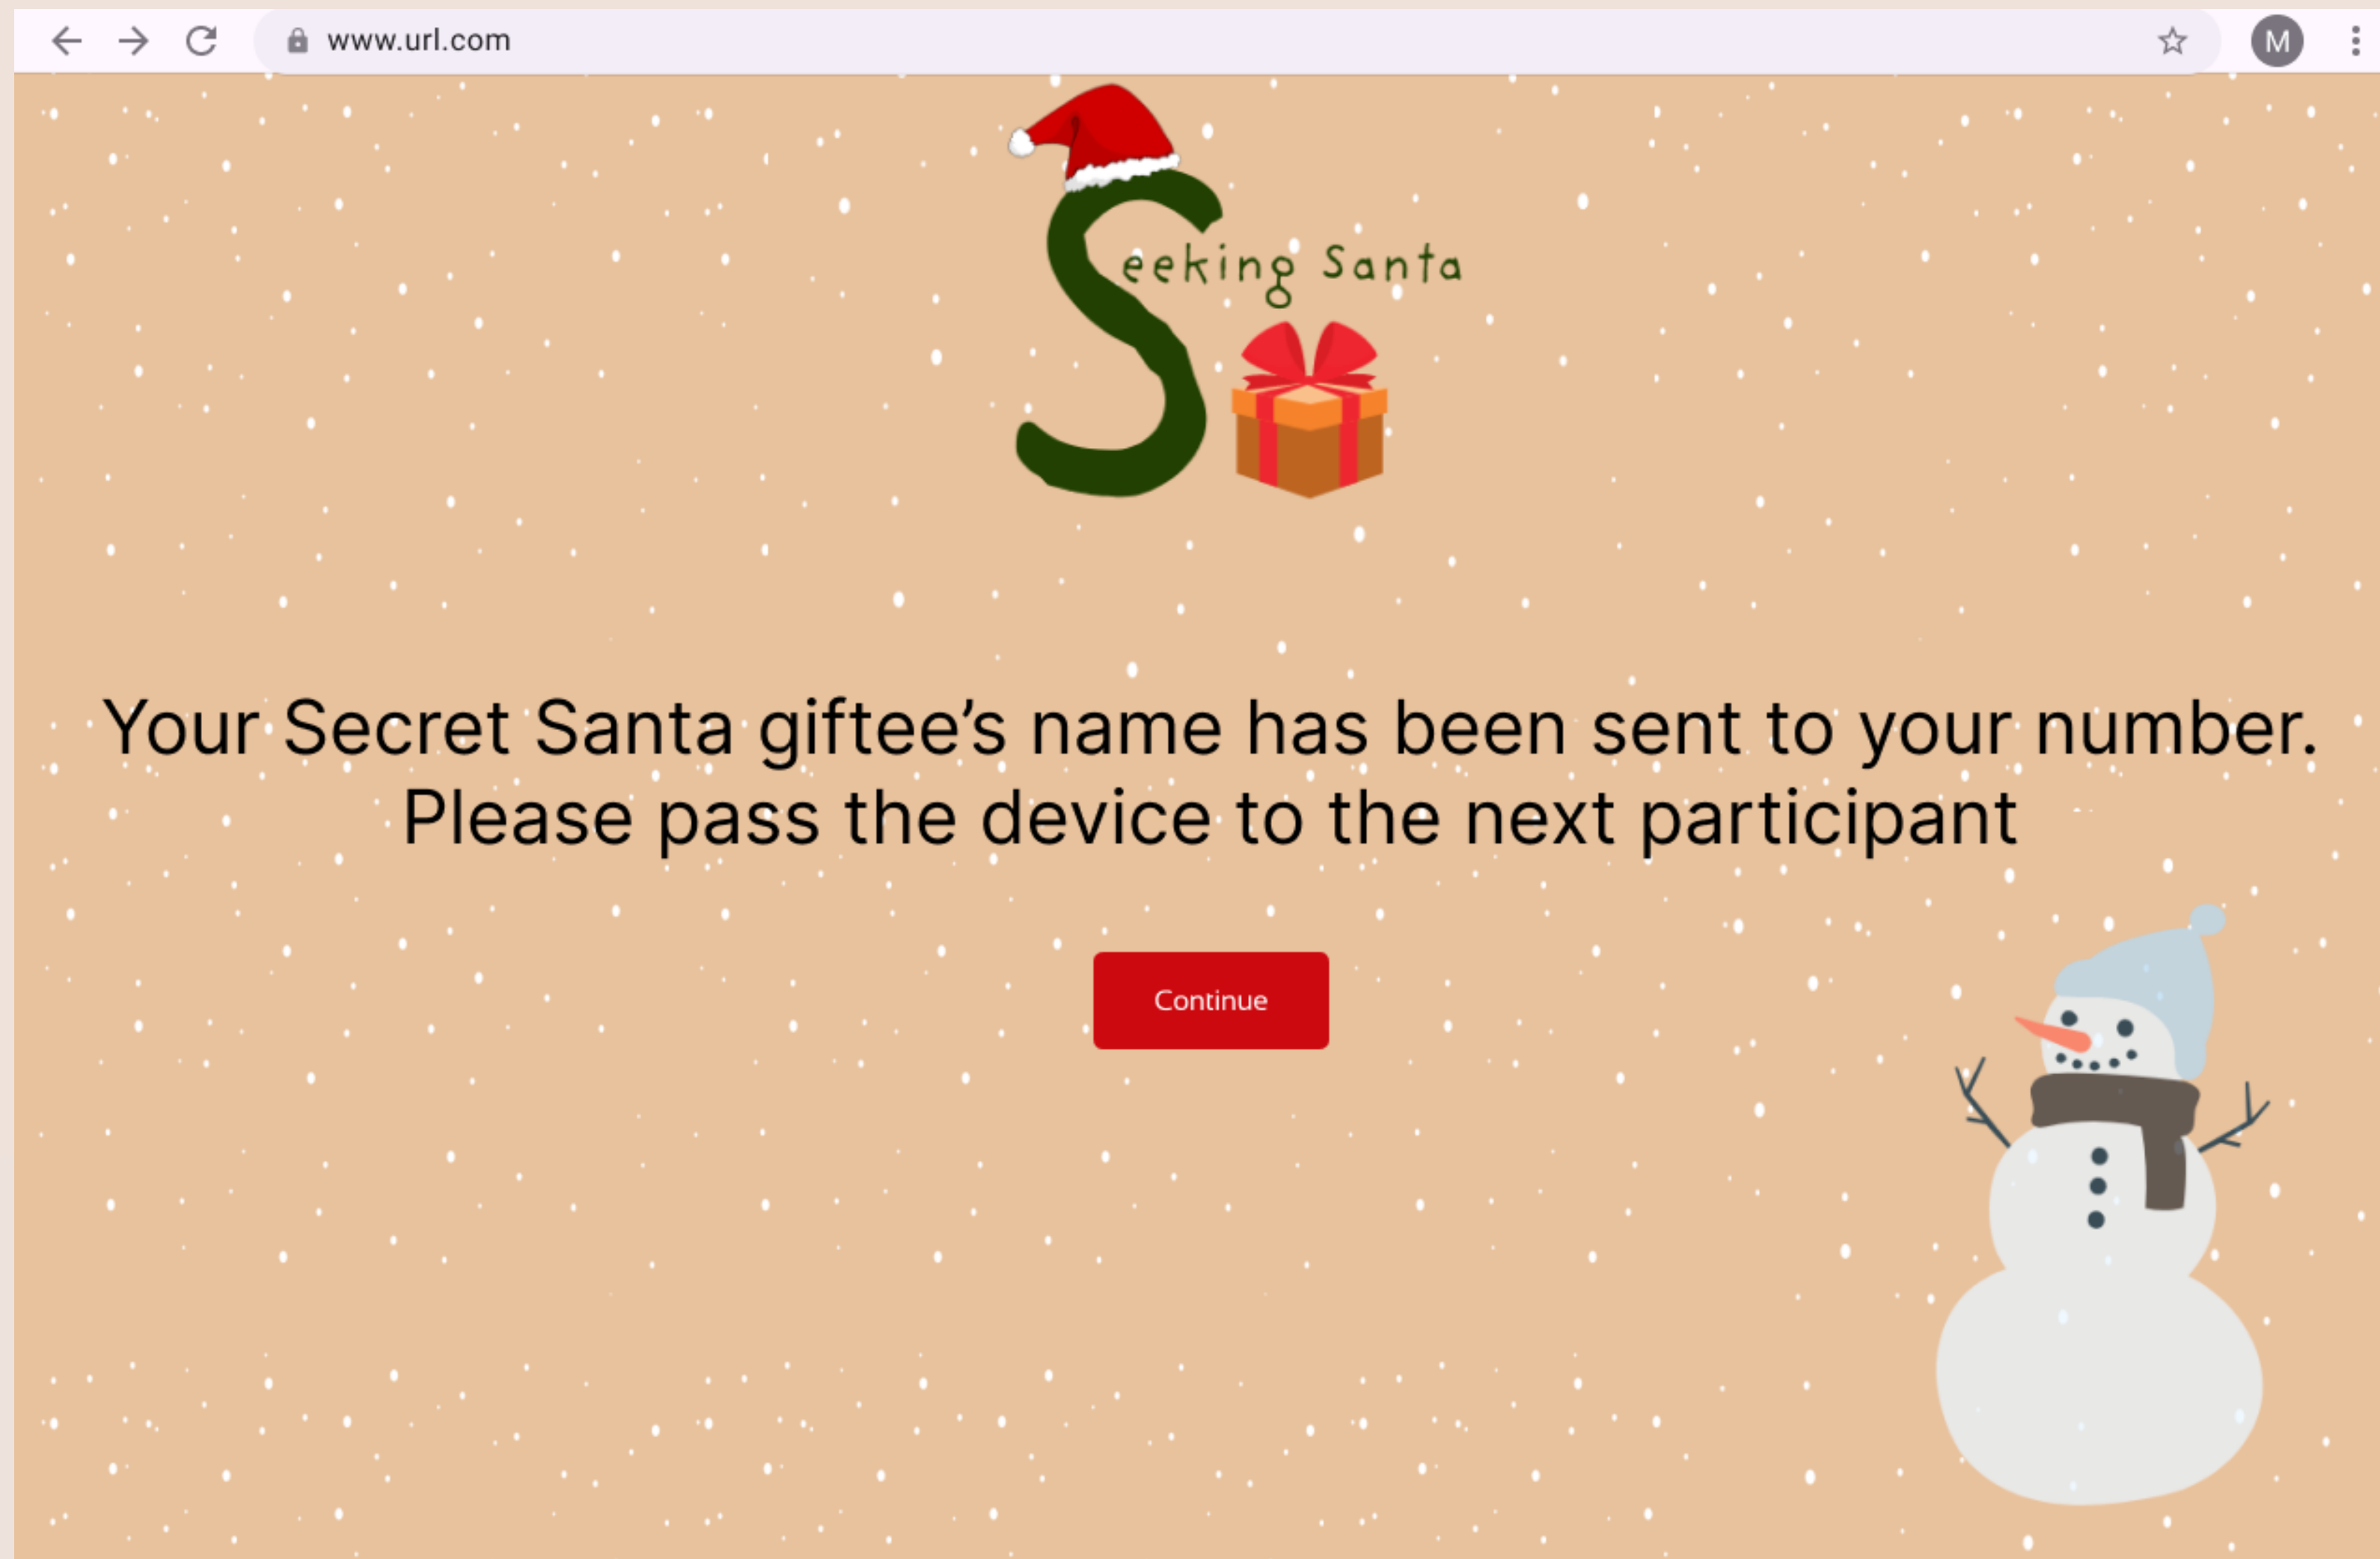 www.url.com
M
Seeking Santa
Your Secret Santa giftee’s name has been sent to your number.
Please pass the device to the next participant
Continue